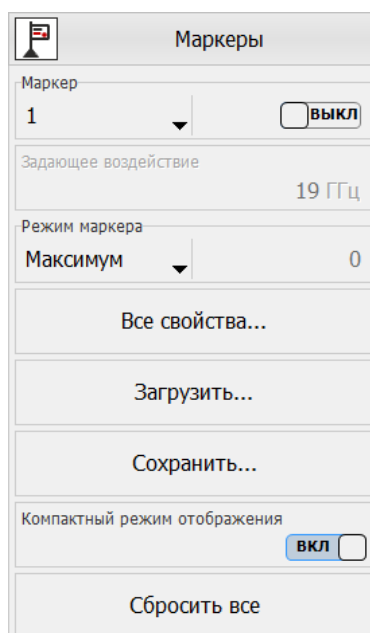 Маркеры
Маркер
1
ВЫКЛ
Задающее воздействие
19 ГГц
Режим маркера
Максимум
0
Все свойства...
Загрузить...
Сохранить...
Компактный режим отображения
ВКЛ
Сбросить все